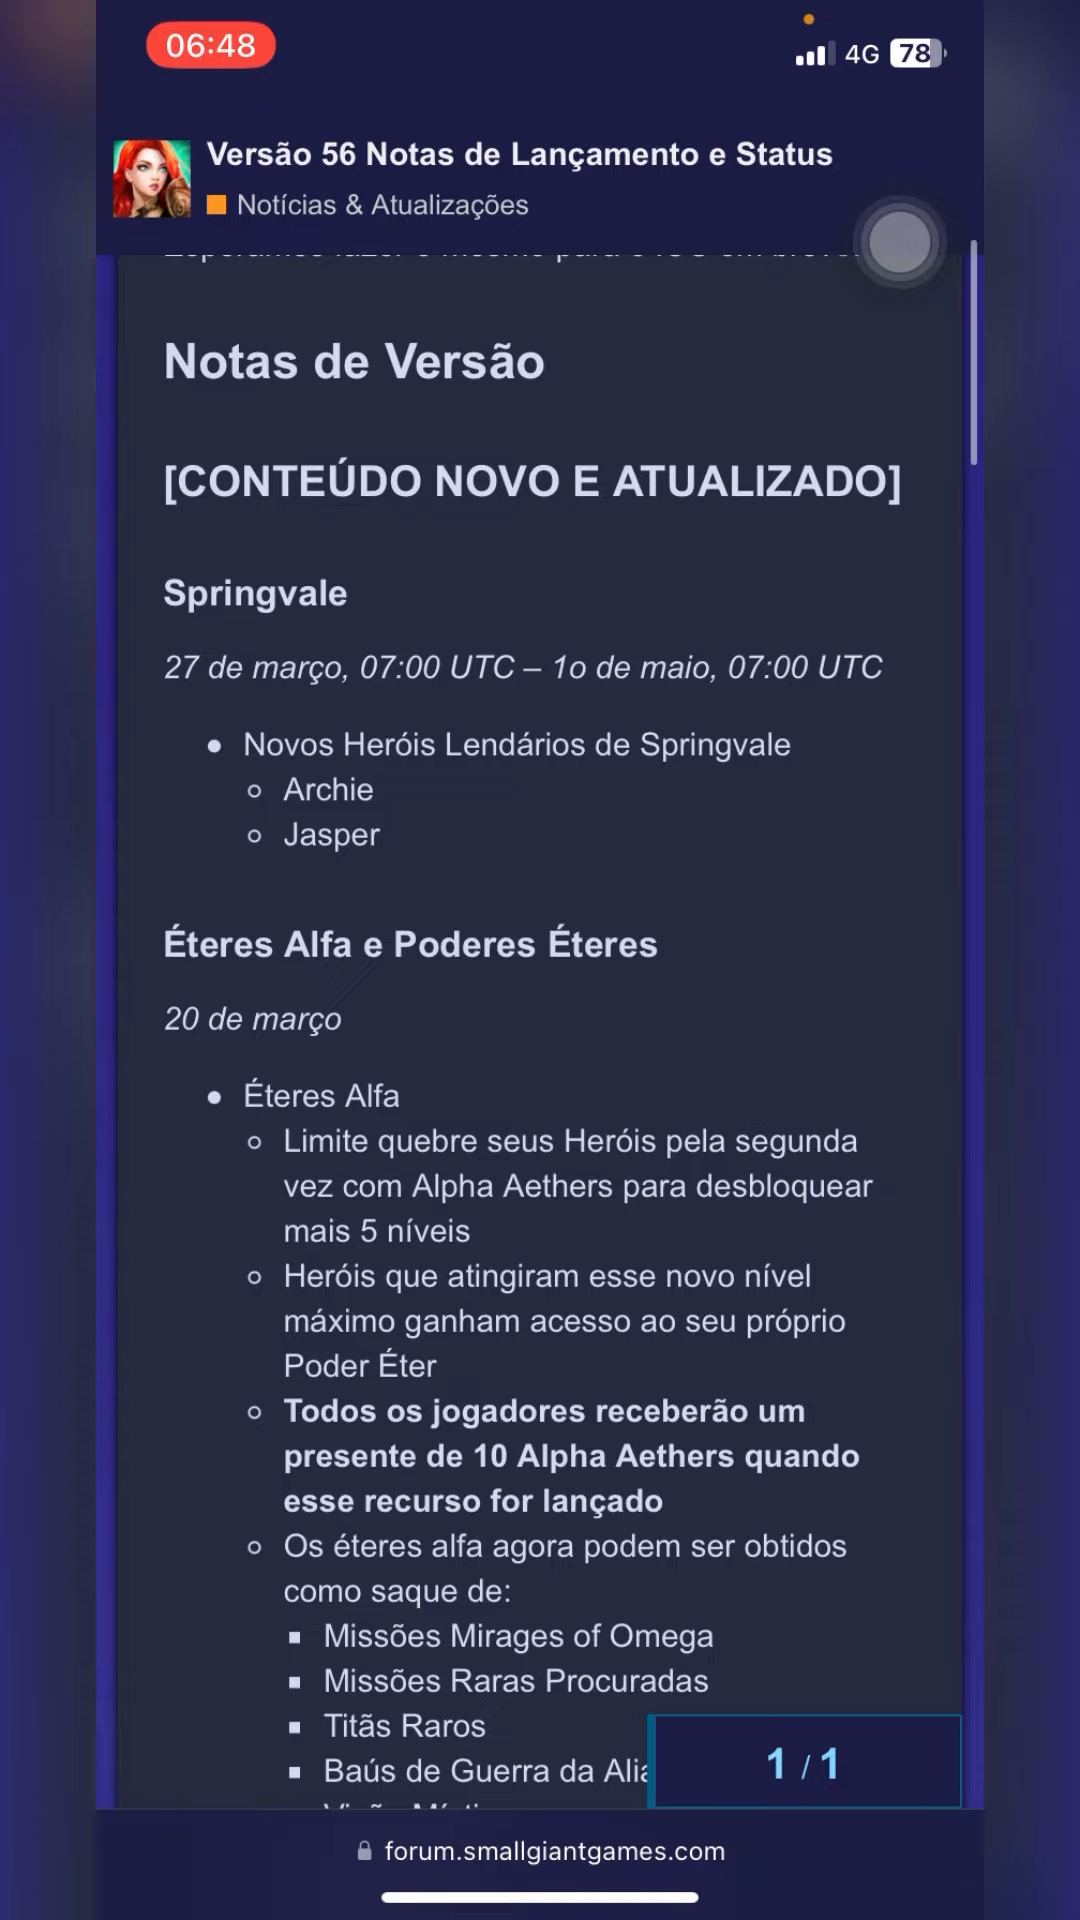 06:48
4G 78
Versão 56 Notas de Lançamento e Status
Notícias & Atualizações
Notas de Versão
[CONTEÚDO NOVO E ATUALIZADO]
Springvale
27 de março, 07:00 UTC – 1o de maio, 07:00 UTC
Novos Heróis Lendários de Springvale
Archie
Jasper
Éteres Alfa e Poderes Éteres
20 de março
Éteres Alfa
Limite quebre seus Heróis pela segunda
vez com Alpha Aethers para desbloquear
mais 5 níveis
Heróis que atingiram esse novo nível
máximo ganham acesso ao seu próprio
Poder Éter
Todos os jogadores receberão um
presente de 10 Alpha Aethers quando
esse recurso for lançado
Os éteres alfa agora podem ser obtidos
como saque de:
Missões Mirages of Omega
Missões Raras Procuradas
Titãs Raros
Baús de Guerra da
1 / 1
forum.smallgiantgames.com